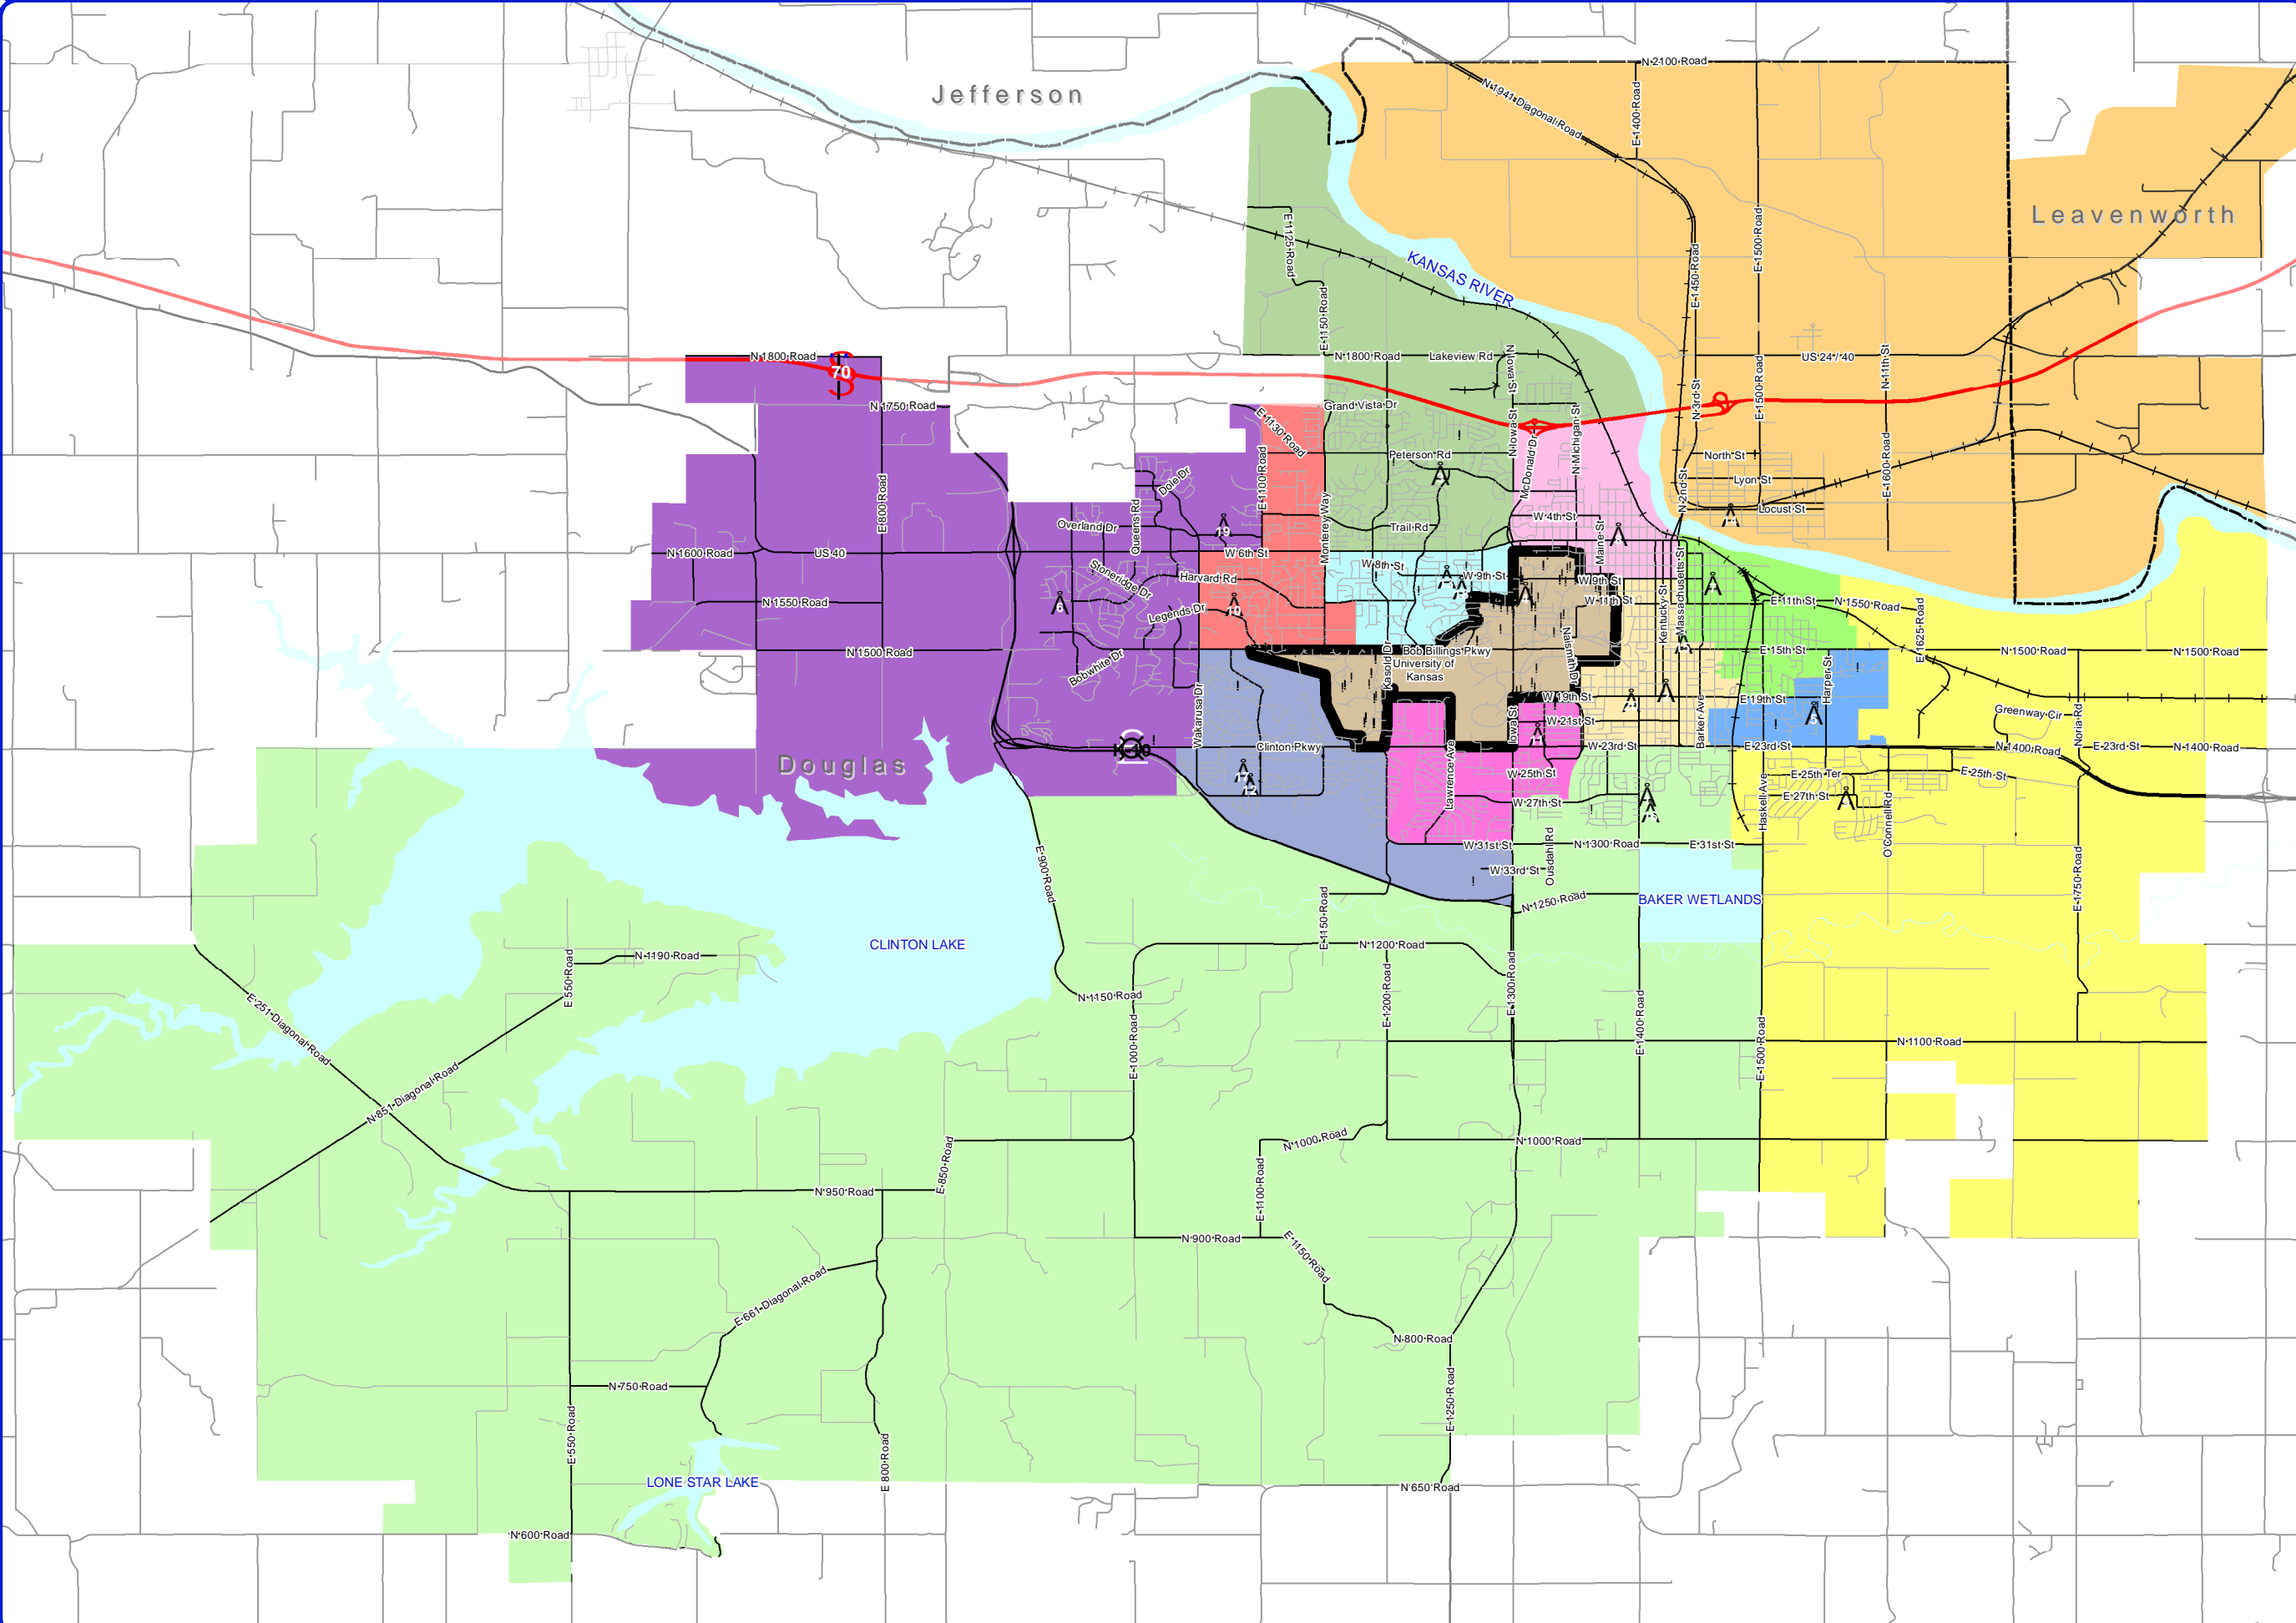 N 2100 Road
Jefferson
N 1941 Diagonal Road
E 1400 Road
Leavenworth
E 1125 Road
E 1500 Road
KANSAS RIVER
E 1450 Road
E 1150 Road
N 1800 Road
70
N 1800 Road
Lakeview Rd
N Iowa St
US 24 / 40
N 11th St
E 1500 Road
N 3rd St
N 1750 Road
Grand Vista Dr
E 1130 Road
N Iowa St
N Michigan St
McDonald Dr
Peterson Rd
North St
E 1600 Road
E 1100 Road
Dole Dr
Lyon St
N 2nd St
Locust St
E 800 Road
Queens Rd
Overland Dr
19
Monterey Way
Trail Rd
W 4th St
Maine St
N 1600 Road
US 40
W 6th St
Massachusetts St
W 8th St
W 9th St
W 9th St
Stoneridge Dr
Harvard Rd
6
10
Legends Dr
N 1550 Road
W 11th St
Kentucky St
E 11th St
N 1550 Road
E 1625 Road
N 1500 Road
Bobwhite Dr
Kasold Dr
Bob Billings Pkwy
University of
Kansas
Naismith Dr
E 15th St
Harper St
N 1500 Road
N 1500 Road
Wakarusa Dr
W 19th St
E 19th St
Iowa St
W 21st St
Barker Ave
Greenway Cir
Noria Rd
K-10
Clinton Pkwy
W 23rd St
E 23rd St
N 1400 Road
E 23rd St
N 1400 Road
Douglas
Lawrence Ave
W 25th St
E 25th Ter
E 25th St
W 27th St
Haskell Ave
E 27th St
O'Connell Rd
E 900 Road
W 31st St
N 1300 Road
E 31st St
Ousdahl Rd
W 33rd St
E 1750 Road
N 1250 Road
BAKER WETLANDS
E 1150 Road
CLINTON LAKE
N 1200 Road
N 1190 Road
E 550 Road
N 1150 Road
E 1200 Road
E 1300 Road
E 251 Diagonal Road
E 1000 Road
E 1400 Road
E 1500 Road
N 1100 Road
N 851 Diagonal Road
N 1000 Road
N 1000 Road
E 850 Road
N 950 Road
E 1100 Road
N 900 Road
E 1150 Road
E 661 Diagonal Road
N 800 Road
N 750 Road
E 1250 Road
E 550 Road
E 800 Road
LONE STAR LAKE
N 650 Road
N 600 Road